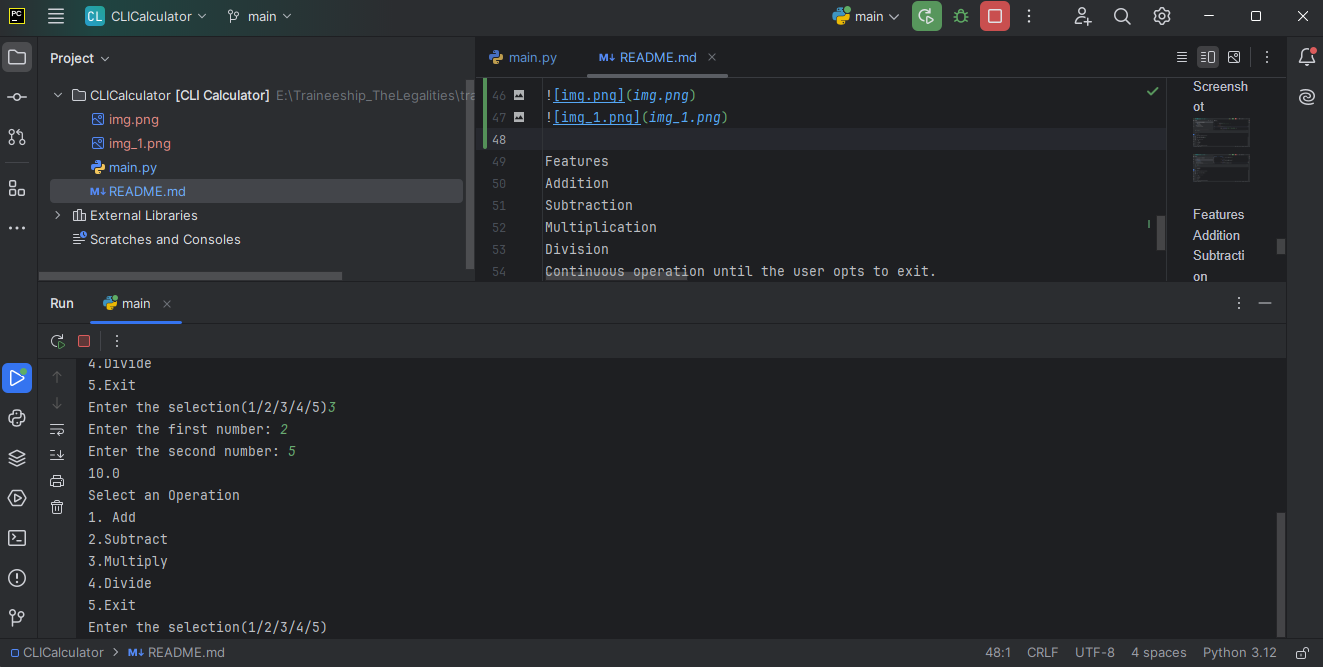 PC
CL CLICalculator main main
Project
CLICalculator [CLI Calculator] E:\Traineeship_TheLegalities\tra
img.png
img_1.png
main.py
M↓ README.md
External Libraries
Scratches and Consoles
main.py M↓ README.md
46 ![img.png](img.png)
47 ![img_1.png](img_1.png)
48
49 Features
50 Addition
51 Subtraction
52 Multiplication
53 Division
54 Continuous operation until the user opts to exit.
Screensh
ot
Features
Addition
Subtracti
on
Run main
4.Divide
5.Exit
Enter the selection(1/2/3/4/5)3
Enter the first number: 2
Enter the second number: 5
10.0
Select an Operation
1. Add
2.Subtract
3.Multiply
4.Divide
5.Exit
Enter the selection(1/2/3/4/5)
CLICalculator > M↓ README.md 48:1 CRLF UTF-8 4 spaces Python 3.12